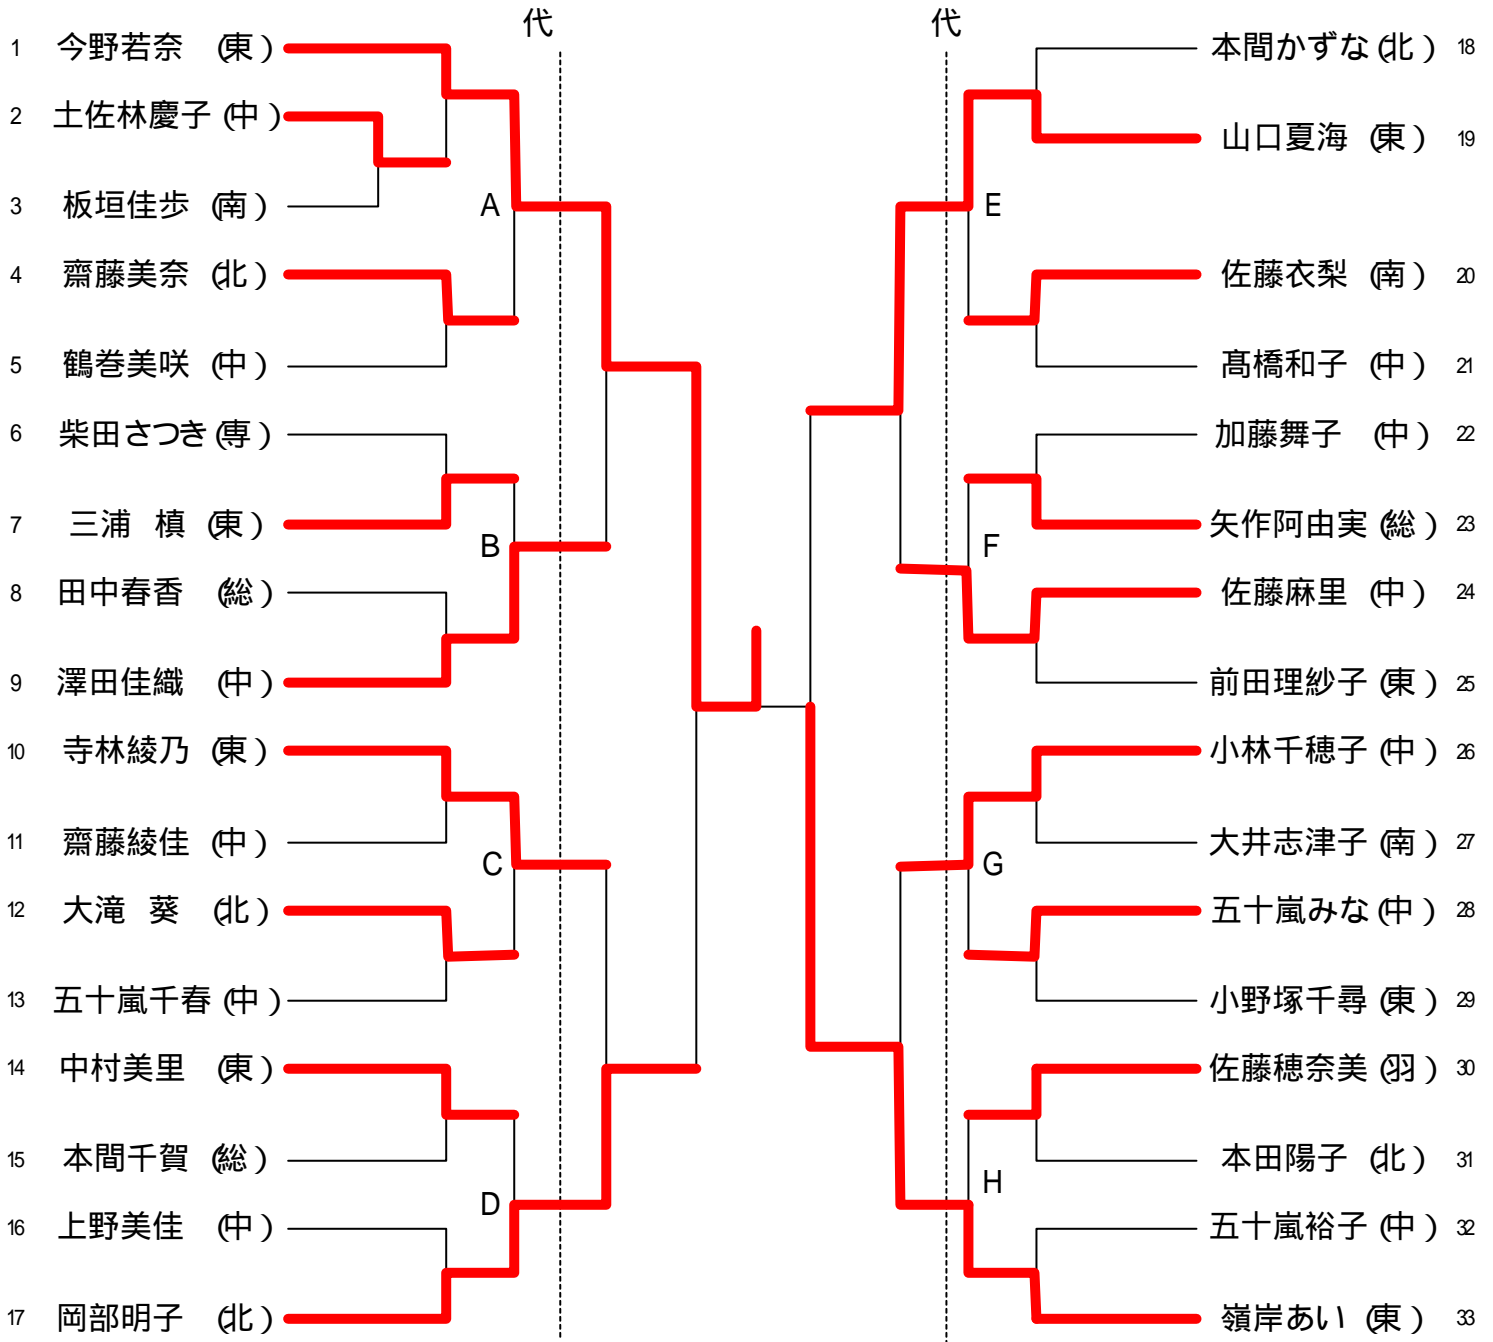 代
代
1 今野若奈 (東)
2 土佐林慶子 (中)
3 板垣佳歩 (南)
A
4 齋藤美奈 (北)
5 鶴巻美咲 (中)
6 柴田さつき (専)
7 三浦 槙 (東)
B
8 田中春香 (総)
9 澤田佳織 (中)
10 寺林綾乃 (東)
11 齋藤綾佳 (中)
C
12 大滝 葵 (北)
13 五十嵐千春 (中)
14 中村美里 (東)
15 本間千賀 (総)
D
16 上野美佳 (中)
17 岡部明子 (北)
本間かずな (北) 18
山口夏海 (東) 19
E
佐藤衣梨 (南) 20
髙橋和子 (中) 21
加藤舞子 (中) 22
矢作阿由実 (総) 23
F
佐藤麻里 (中) 24
前田理紗子 (東) 25
小林千穂子 (中) 26
大井志津子 (南) 27
G
五十嵐みな (中) 28
小野塚千尋 (東) 29
佐藤穂奈美 (羽) 30
本田陽子 (北) 31
H
五十嵐裕子 (中) 32
嶺岸あい (東) 33